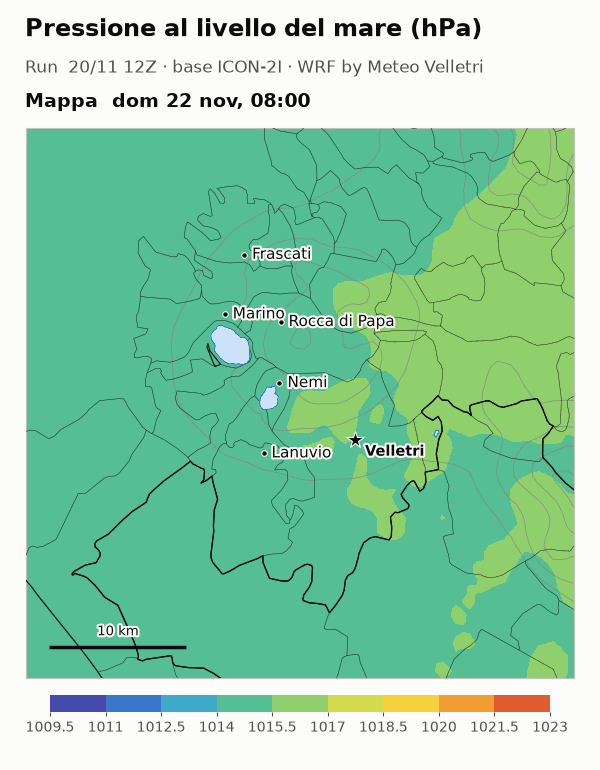 Pressione al livello del mare (hPa)
Run  20/11 12Z · base ICON-2I · WRF by Meteo Velletri
Mappa  dom 22 nov, 08:00
Frascati
Marino
Rocca di Papa
Nemi
Velletri
Lanuvio
10 km
1009.5 1011 1012.5 1014 1015.5 1017 1018.5 1020 1021.5 1023